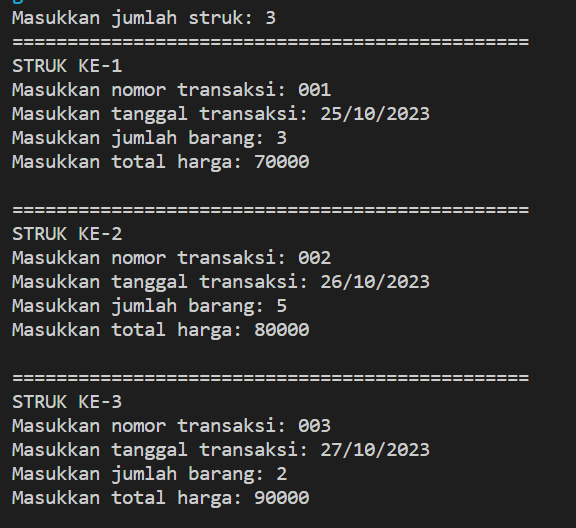 Masukkan jumlah struk: 3
===============================================
STRUK KE-1
Masukkan nomor transaksi: 001
Masukkan tanggal transaksi: 25/10/2023
Masukkan jumlah barang: 3
Masukkan total harga: 70000
===============================================
STRUK KE-2
Masukkan nomor transaksi: 002
Masukkan tanggal transaksi: 26/10/2023
Masukkan jumlah barang: 5
Masukkan total harga: 80000
===============================================
STRUK KE-3
Masukkan nomor transaksi: 003
Masukkan tanggal transaksi: 27/10/2023
Masukkan jumlah barang: 2
Masukkan total harga: 90000